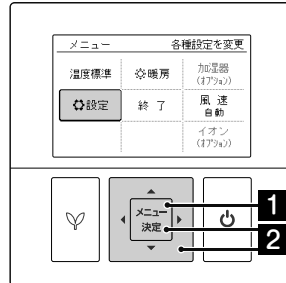 メニュー 各種設定を変更
温度標準 暖房 加湿器
(オプション)
設定 終 了 風 速
自動
イオン
(オプション)
メニュー 1
決定
2